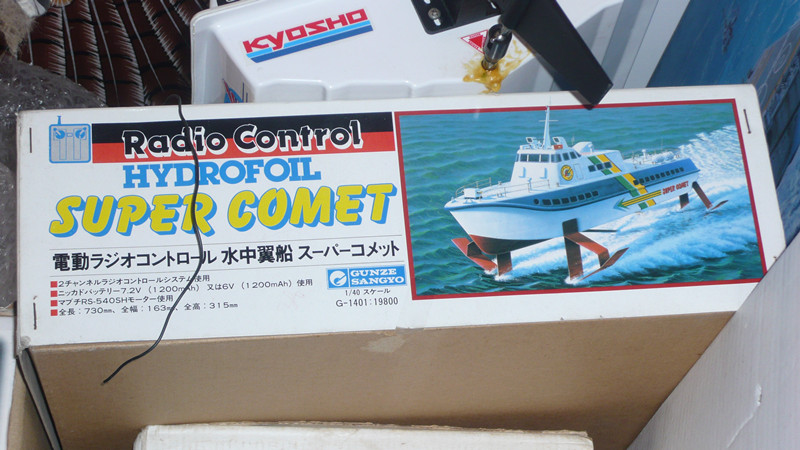 KYOSHO
Radio Control
HYDROFOIL
SUPER COMET
電動ラジオコントロール 水中翼船 スーパーコメット
■2チャンネルラジオコントロールシステム使用
■ニッカドバッテリー7.2V (1200mAh) 又は6V (1200mAh) 使用
■マブチRS-540SHモーター使用
■全長:730mm、全幅:163mm、全高:315mm
GUNZE
SANGYO
1/40 スケール
G-1401:19800
SUPER COMET